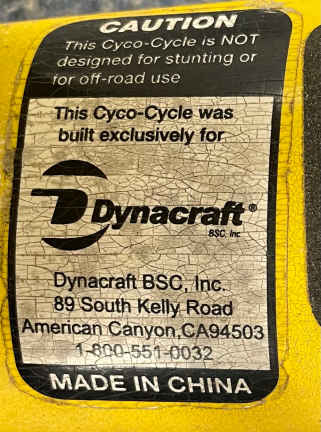 CAUTION
This Cyco-Cycle is NOT
designed for stunting or
for off-road use
This Cyco-Cycle was
built exclusively for
Dynacraft®
BSC, Inc.
Dynacraft BSC, Inc.
89 South Kelly Road
American Canyon,CA94503
1-800-551-0032
MADE IN CHINA